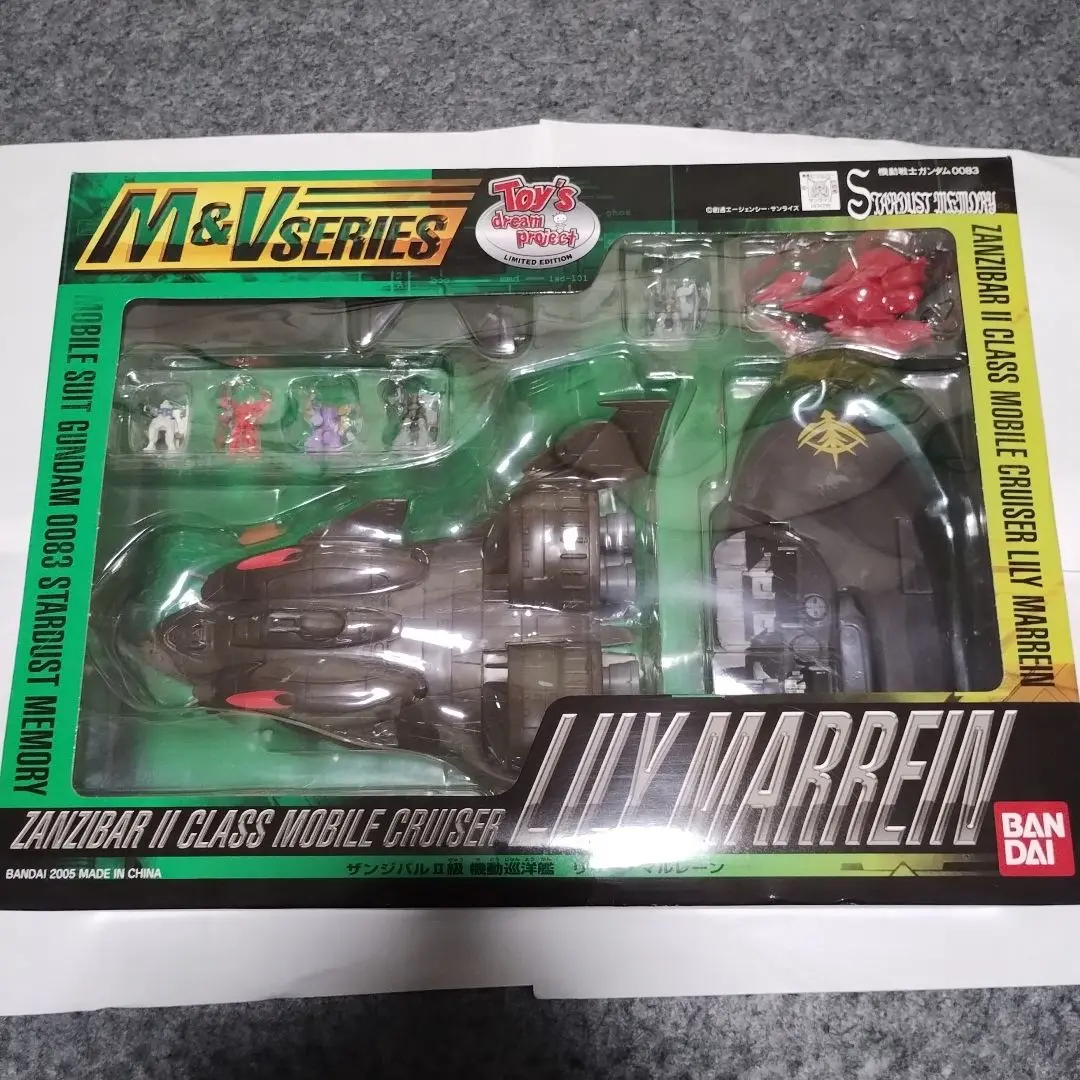 M&V SERIES
Toy's
dream
project
LIMITED EDITION
機動戦士ガンダム0083
STARDUST MEMORY
©創通エージェンシー・サンライズ
MOBILE SUIT GUNDAM 0083 STARDUST MEMORY
ZANZIBAR II CLASS MOBILE CRUISER LILY MARREIN
LILY MARREIN
ZANZIBAR II CLASS MOBILE CRUISER
BAN
DAI
BANDAI 2005 MADE IN CHINA
ザンジバルⅡ級 機動巡洋艦
マルレーン